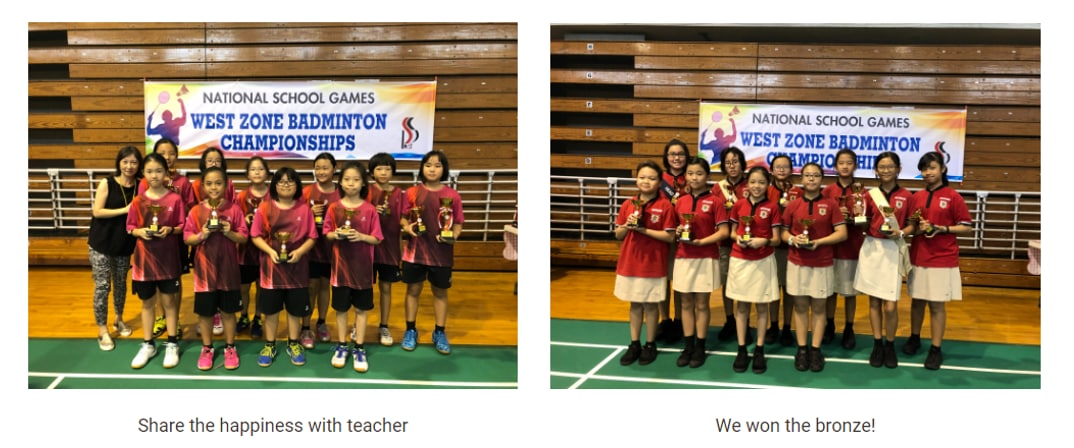 NATIONAL SCHOOL GAMES
WEST ZONE BADMINTON
CHAMPIONSHIPS
NATIONAL SCHOOL GAMES
WEST ZONE BADMINTON
Share the happiness with teacher
We won the bronze!